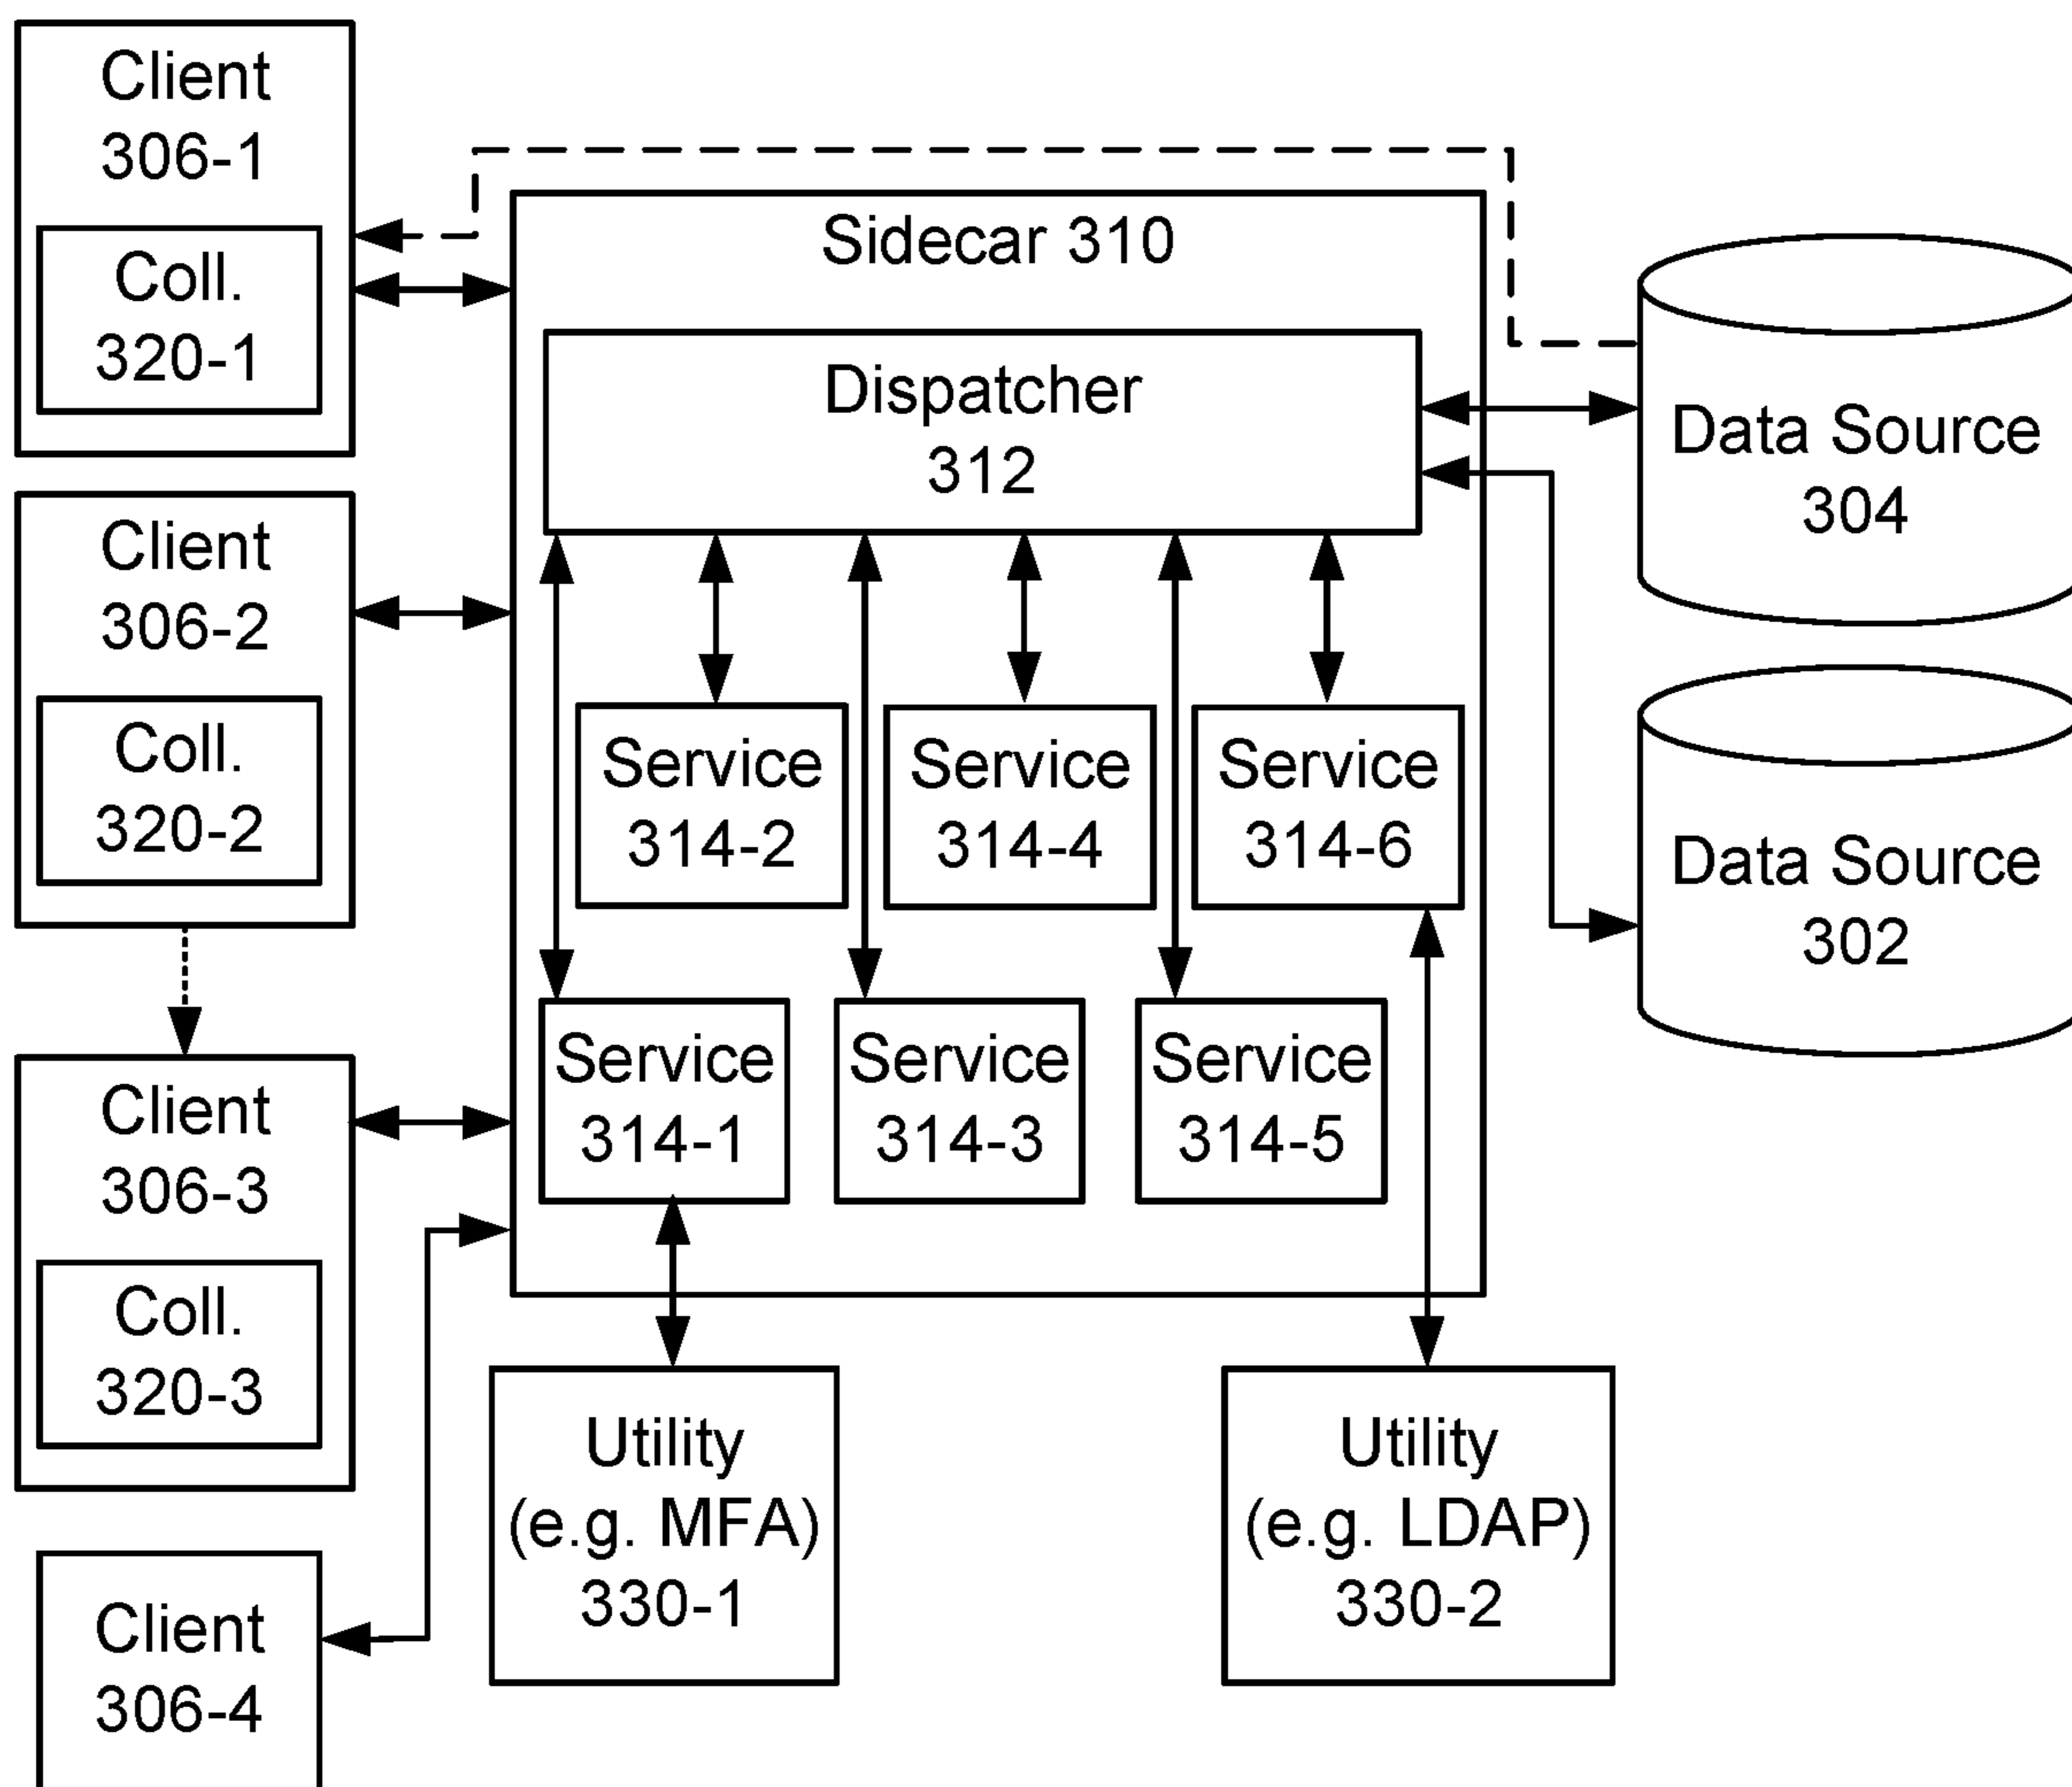 Client
306-1
Coll.
320-1
Client
306-2
Coll.
320-2
Client
306-3
Coll.
320-3
Client
306-4
Sidecar 310
Dispatcher
312
Service
314-2
Service
314-4
Service
314-6
Service
314-1
Service
314-3
Service
314-5
Utility
(e.g. MFA)
330-1
Utility
(e.g. LDAP)
330-2
Data Source
304
Data Source
302